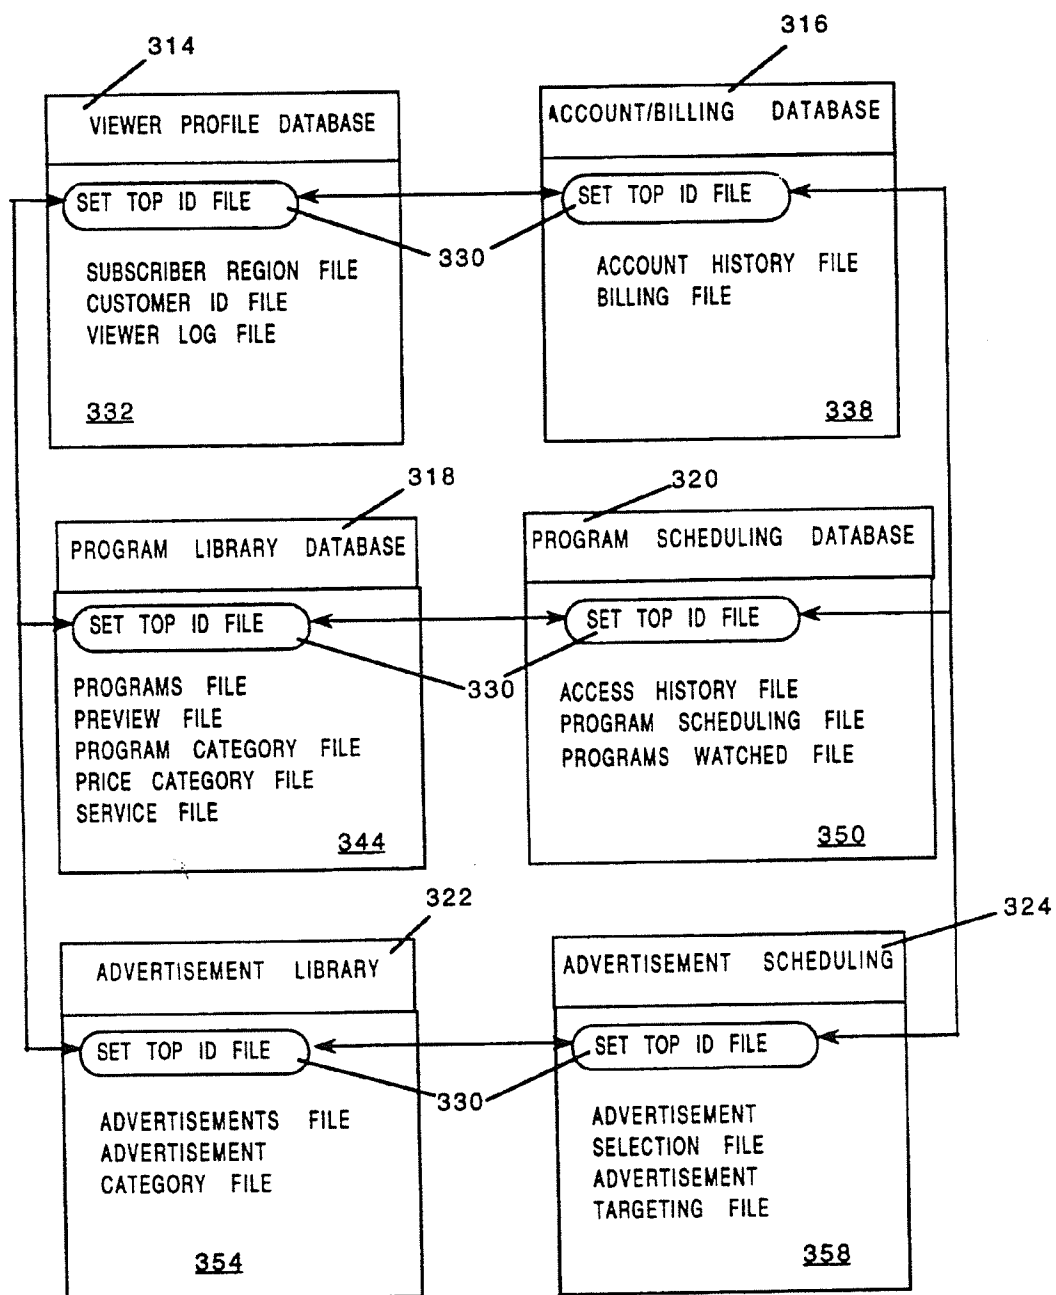 314
316
VIEWER PROFILE DATABASE
ACCOUNT/BILLING DATABASE
SET TOP ID FILE
SET TOP ID FILE
330
SUBSCRIBER REGION FILE
CUSTOMER ID FILE
VIEWER LOG FILE
ACCOUNT HISTORY FILE
BILLING FILE
332
338
318
320
PROGRAM LIBRARY DATABASE
PROGRAM SCHEDULING DATABASE
SET TOP ID FILE
SET TOP ID FILE
330
PROGRAMS FILE
PREVIEW FILE
PROGRAM CATEGORY FILE
PRICE CATEGORY FILE
SERVICE FILE
ACCESS HISTORY FILE
PROGRAM SCHEDULING FILE
PROGRAMS WATCHED FILE
344
350
322
324
ADVERTISEMENT LIBRARY
ADVERTISEMENT SCHEDULING
SET TOP ID FILE
SET TOP ID FILE
330
ADVERTISEMENTS FILE
ADVERTISEMENT
CATEGORY FILE
ADVERTISEMENT
SELECTION FILE
ADVERTISEMENT
TARGETING FILE
354
358